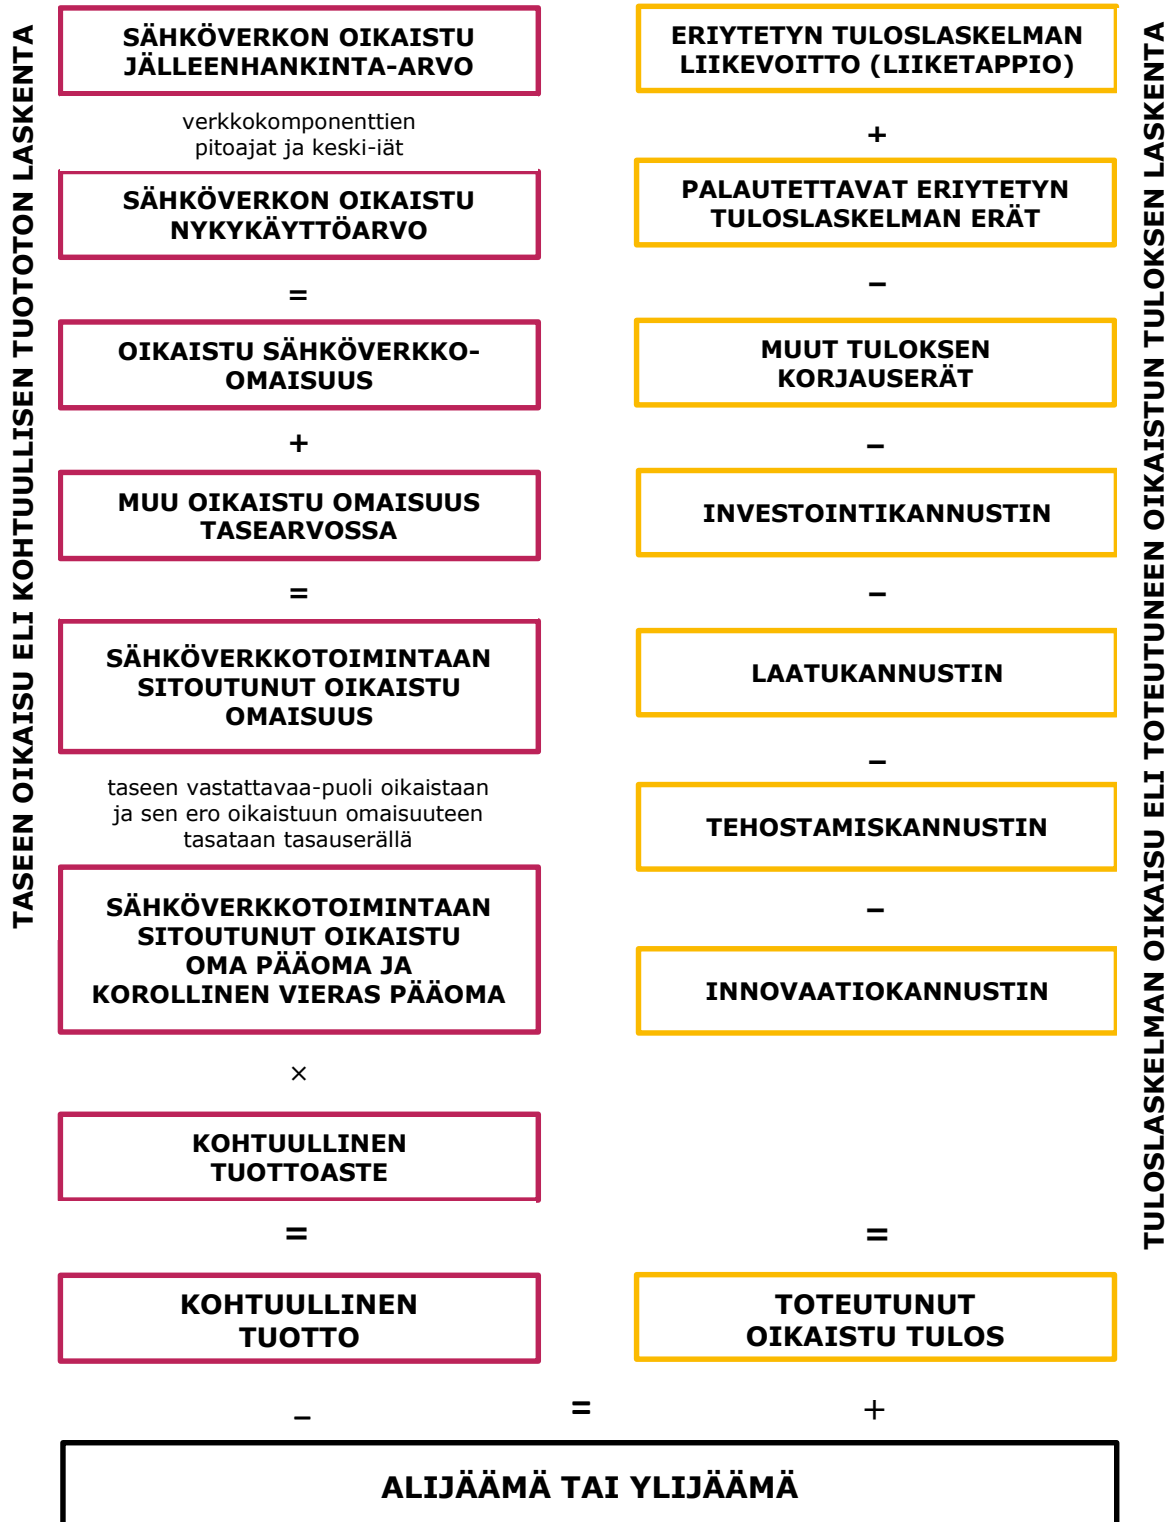 TASEEN OIKAISU ELI KOHTUULLISEN TUOTOTON LASKENTA
SÄHKÖVERKON OIKAISTU
JÄLLEENHANKINTA-ARVO
verkkokomponenttien
pitoajat ja keski-iät
SÄHKÖVERKON OIKAISTU
NYKYKÄYTTÖARVO
=
OIKAISTU SÄHKÖVERKKO-
OMAISUUS
+
MUU OIKAISTU OMAISUUS
TASEARVOSSA
=
SÄHKÖVERKKOTOIMINTAAN
SITOUTUNUT OIKAISTU
OMAISUUS
taseen vastattavaa-puoli oikaistaan
ja sen ero oikaistuun omaisuuteen
tasataan tasauserällä
SÄHKÖVERKKOTOIMINTAAN
SITOUTUNUT OIKAISTU
OMA PÄÄOMA JA
KOROLLINEN VIERAS PÄÄOMA
×
KOHTUULLINEN
TUOTTOASTE
=
KOHTUULLINEN
TUOTTO
ERIYTETYN TULOSLASKELMAN
LIIKEVOITTO (LIIKETAPPIO)
+
PALAUTETTAVAT ERIYTETYN
TULOSLASKELMAN ERÄT
–
MUUT TULOKSEN
KORJAUSERÄT
–
INVESTOINTIKANNUSTIN
–
LAATUKANNUSTIN
–
TEHOSTAMISKANNUSTIN
–
INNOVAATIOKANNUSTIN
=
TOTEUTUNUT
OIKAISTU TULOS
TULOSLASKELMAN OIKAISU ELI TOTEUTUNEEN OIKAISTUN TULOKSEN LASKENTA
– = +
ALIJÄÄMÄ TAI YLIJÄÄMÄ